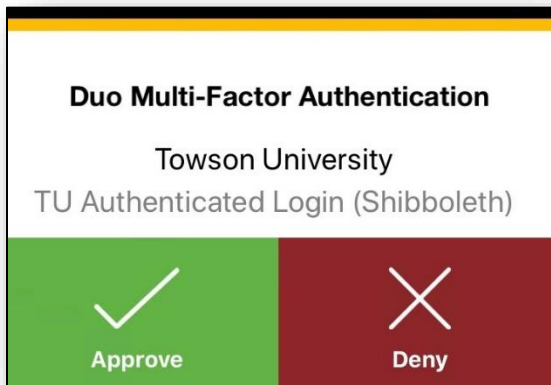 Duo Multi-Factor Authentication
Towson University
TU Authenticated Login (Shibboleth)
Approve
Deny